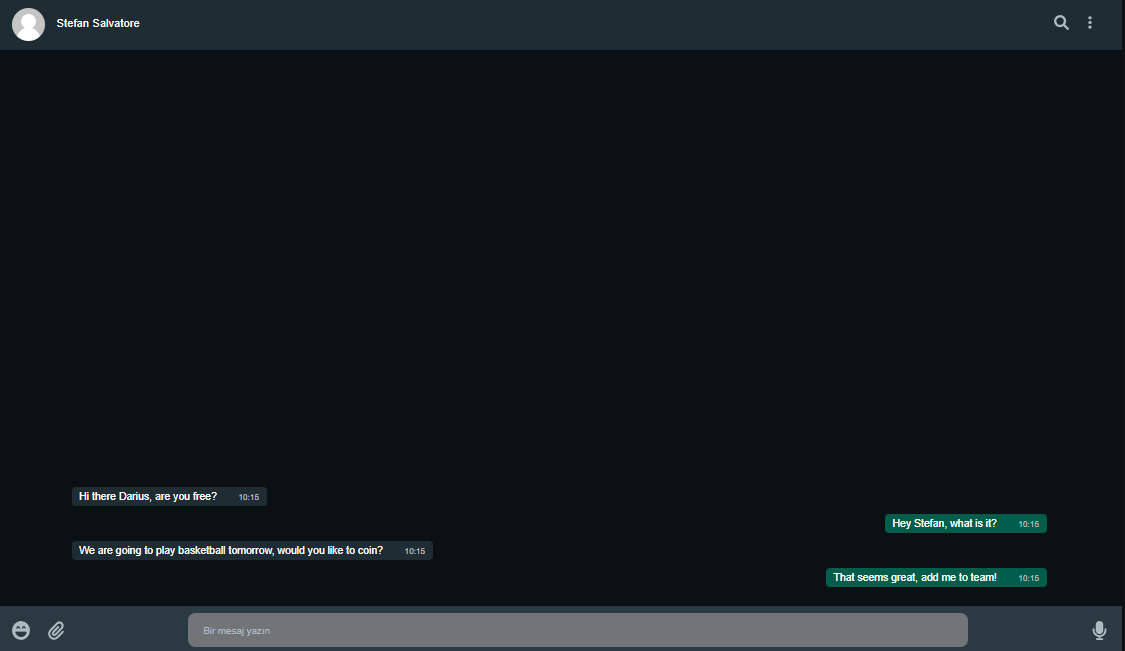 Stefan Salvatore
Hi there Darius, are you free? 10:15
Hey Stefan, what is it? 10:15
We are going to play basketball tomorrow, would you like to coin? 10:15
That seems great, add me to team! 10:15
Bir mesaj yazın